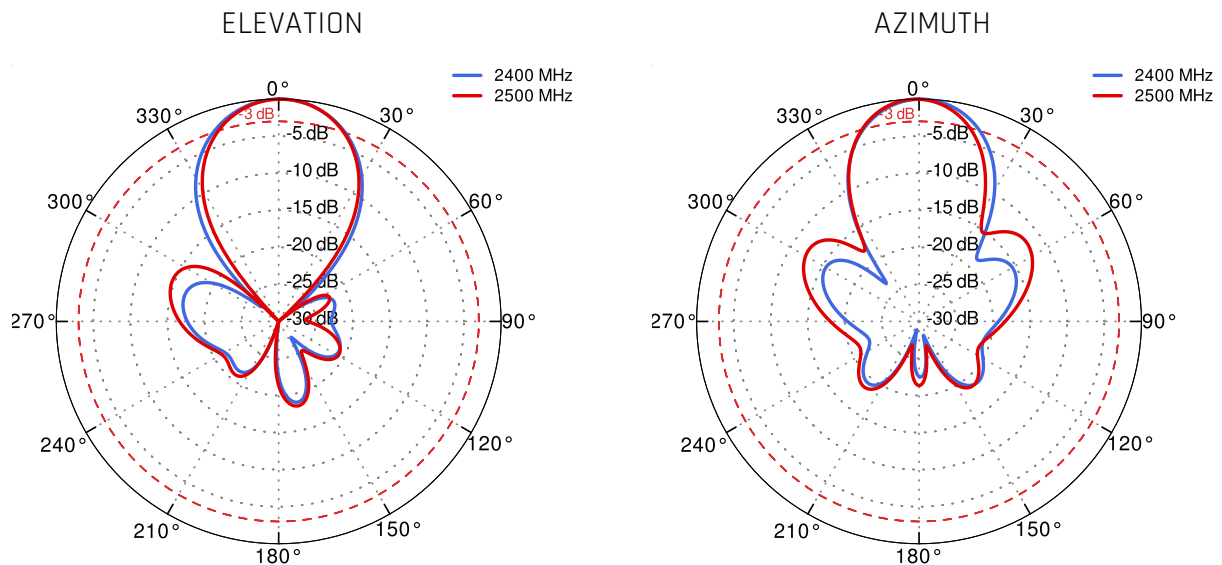 ELEVATION
2400 MHz
2500 MHz
0°
330°
30°
-3 dB
-5 dB
-10 dB
300°
60°
-15 dB
-20 dB
-25 dB
270°
-30 dB
90°
240°
120°
210°
150°
180°
AZIMUTH
2400 MHz
2500 MHz
0°
330°
30°
-3 dB
-5 dB
-10 dB
300°
60°
-15 dB
-20 dB
-25 dB
270°
-30 dB
90°
240°
120°
210°
150°
180°